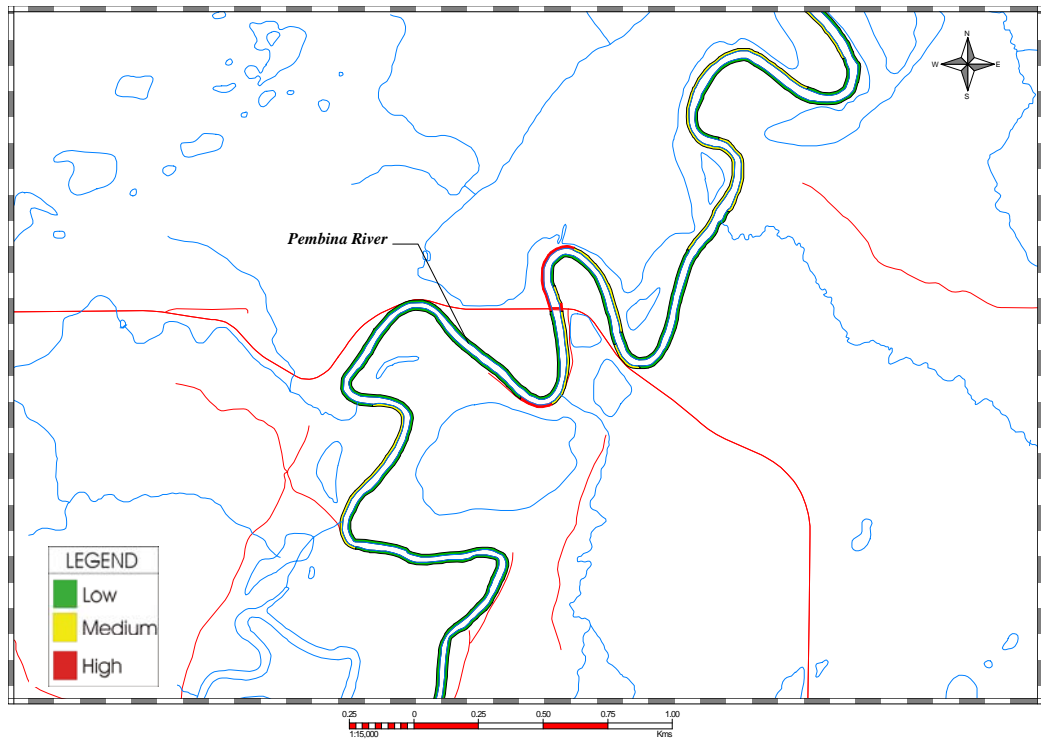 N
W E
S
Pembina River
LEGEND
Low
Medium
High
0.25 0 0.25 0.50 0.75 1.00
1:15,000 Kms